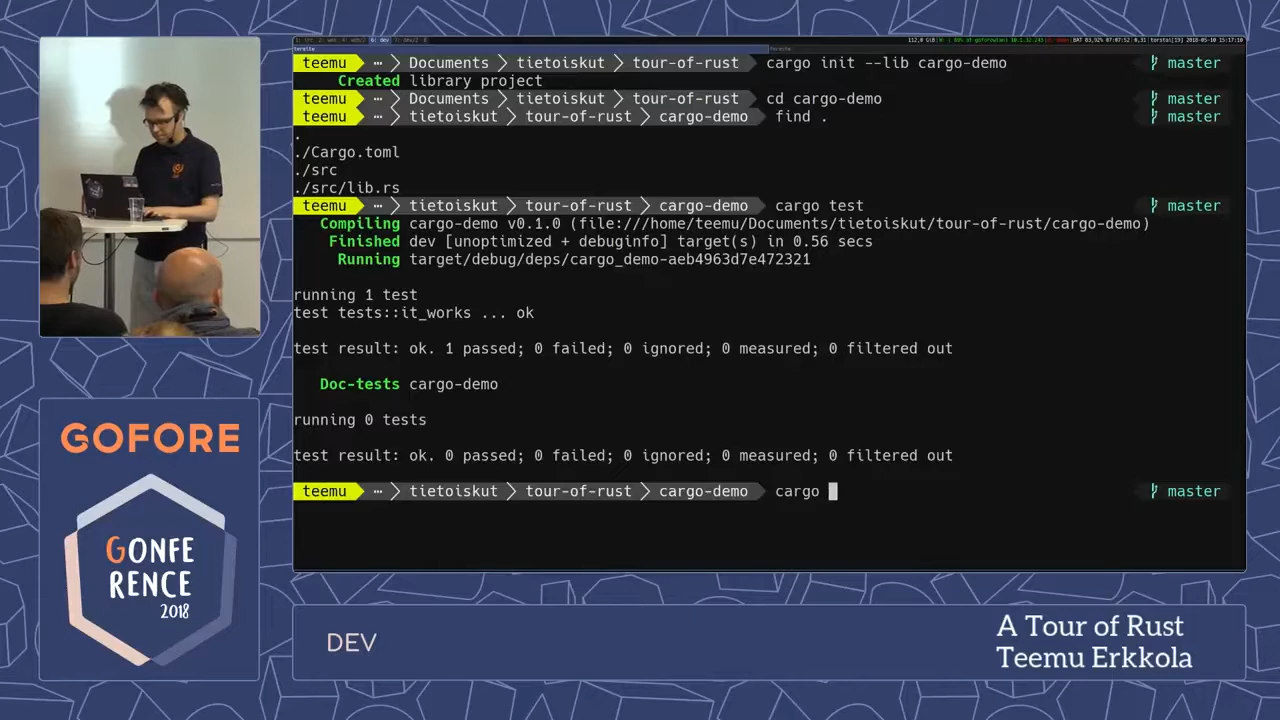 teemu ⋯ Documents tietoiskut tour-of-rust cargo init --lib cargo-demo master
Created library project
teemu ⋯ Documents tietoiskut tour-of-rust cd cargo-demo master
teemu ⋯ tietoiskut tour-of-rust cargo-demo find . master
.
./Cargo.toml
./src
./src/lib.rs
teemu ⋯ tietoiskut tour-of-rust cargo-demo cargo test master
Compiling cargo-demo v0.1.0 (file:///home/teemu/Documents/tietoiskut/tour-of-rust/cargo-demo)
Finished dev [unoptimized + debuginfo] target(s) in 0.56 secs
Running target/debug/deps/cargo_demo-aeb4963d7e472321
running 1 test
test tests::it_works ... ok
test result: ok. 1 passed; 0 failed; 0 ignored; 0 measured; 0 filtered out
Doc-tests cargo-demo
running 0 tests
test result: ok. 0 passed; 0 failed; 0 ignored; 0 measured; 0 filtered out
teemu ⋯ tietoiskut tour-of-rust cargo-demo cargo master
GOFORE
GONFE
RENCE
2018
DEV
A Tour of Rust
Teemu Erkkola